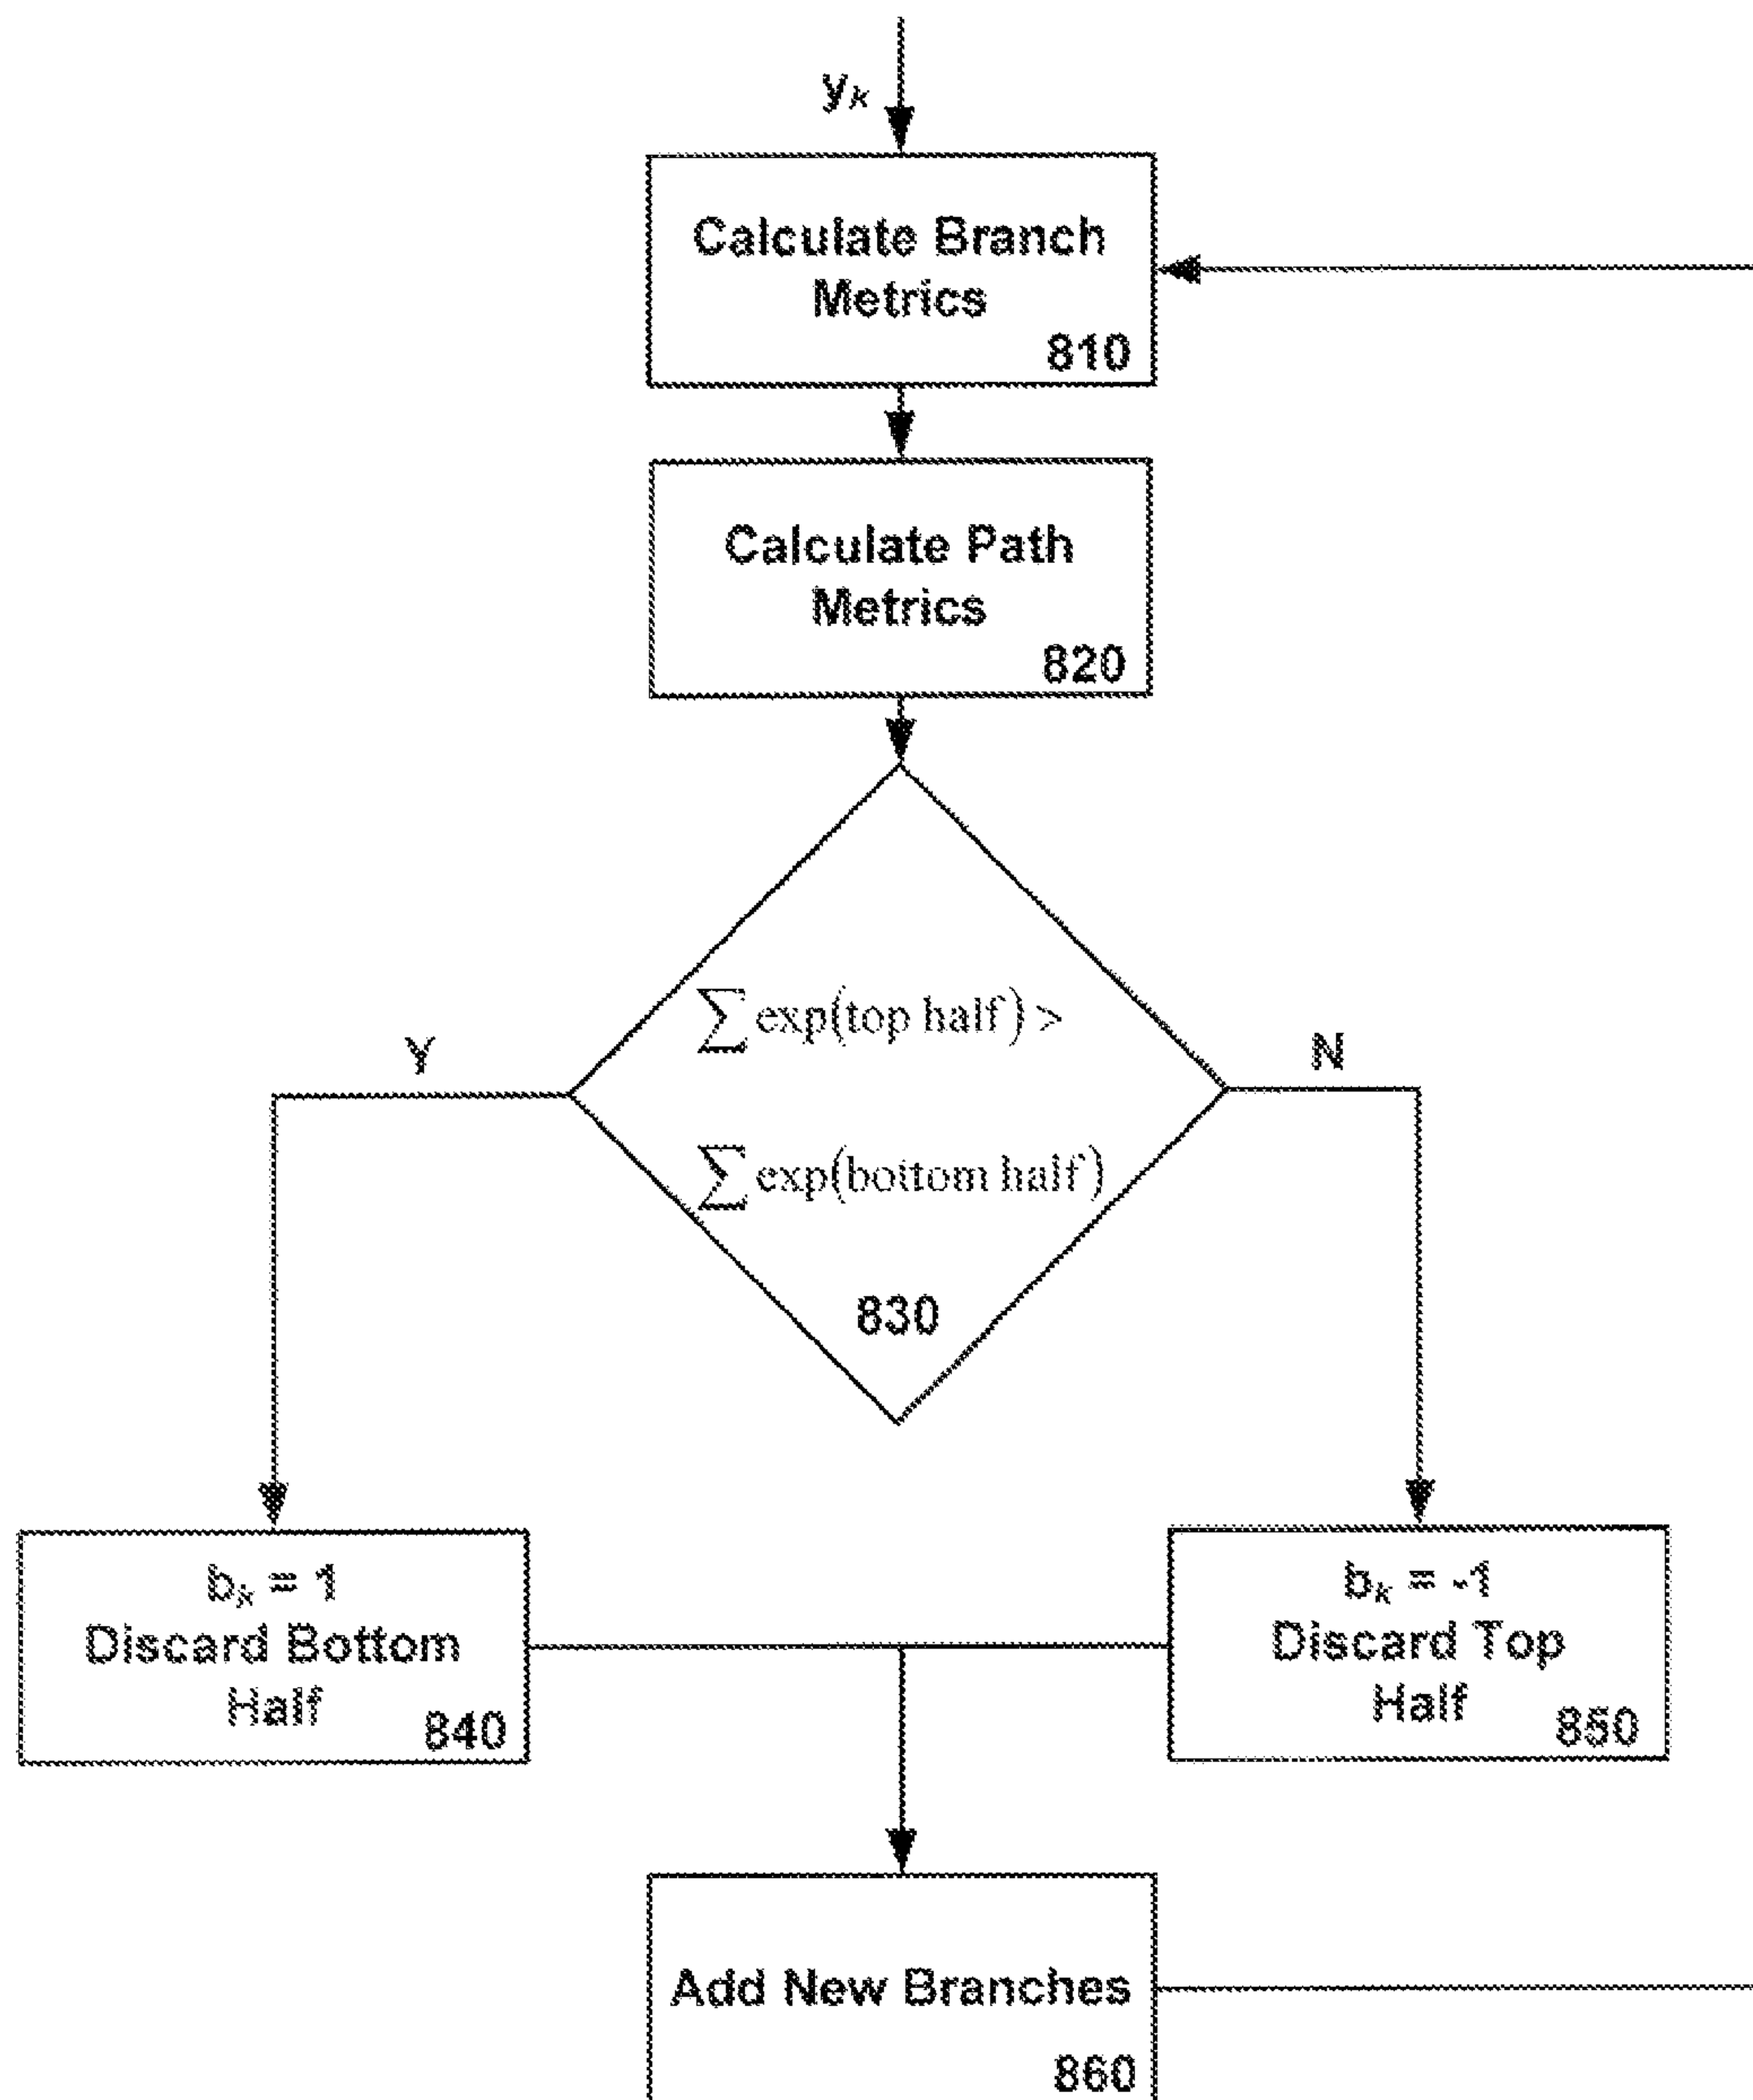 yₖ
Calculate Branch
Metrics
810
Calculate Path
Metrics
820
∑ exp(top half) >
Y
N
∑ exp(bottom half)
830
bₖ = 1
Discard Bottom
Half
840
bₖ = -1
Discard Top
Half
850
Add New Branches
860